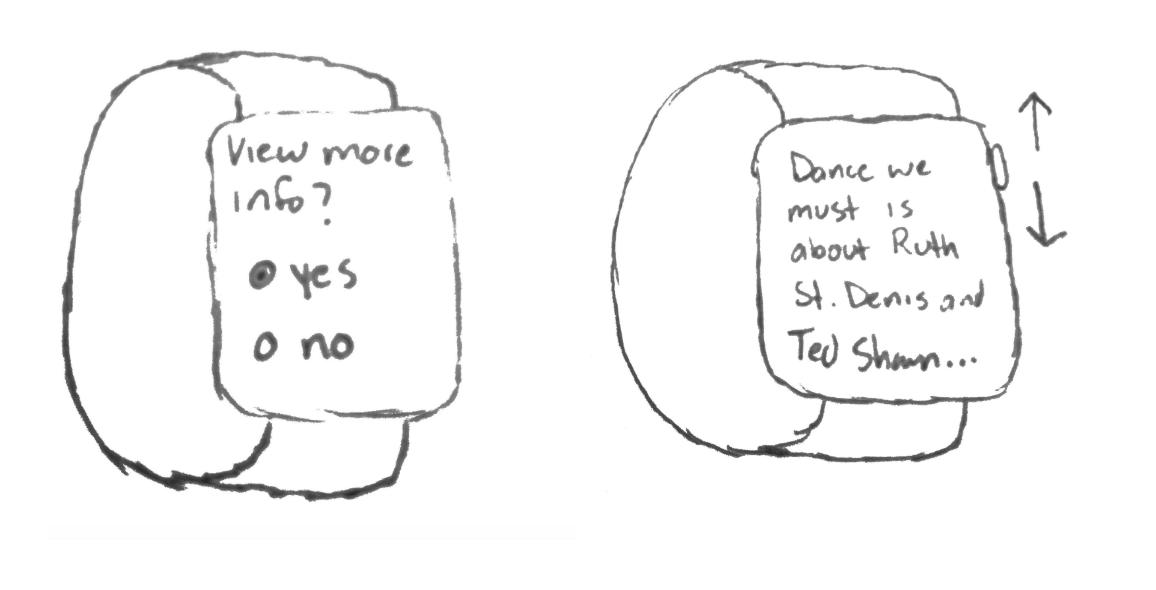 View more
info?
yes
no
Dance we
must is
about Ruth
St. Denis and
Ted Shawn...